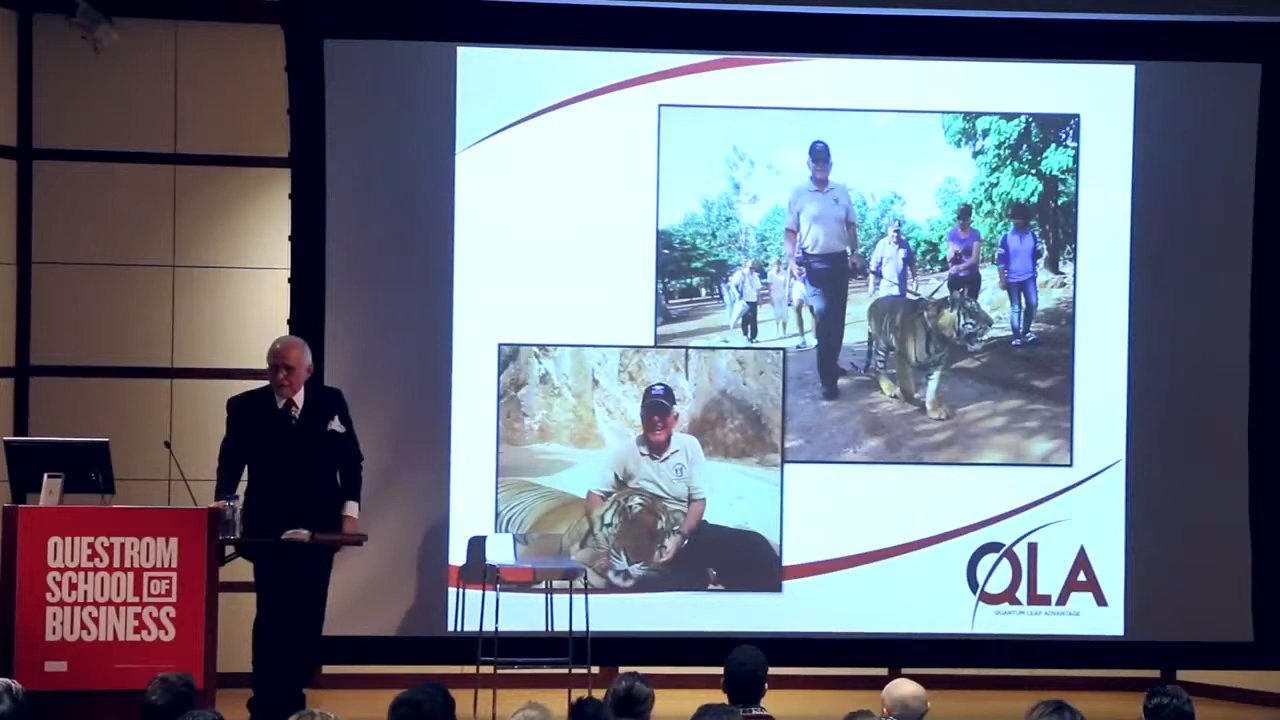 QUESTROM
SCHOOL OF
BUSINESS
QLA
QUANTUM LEAP ADVANTAGE